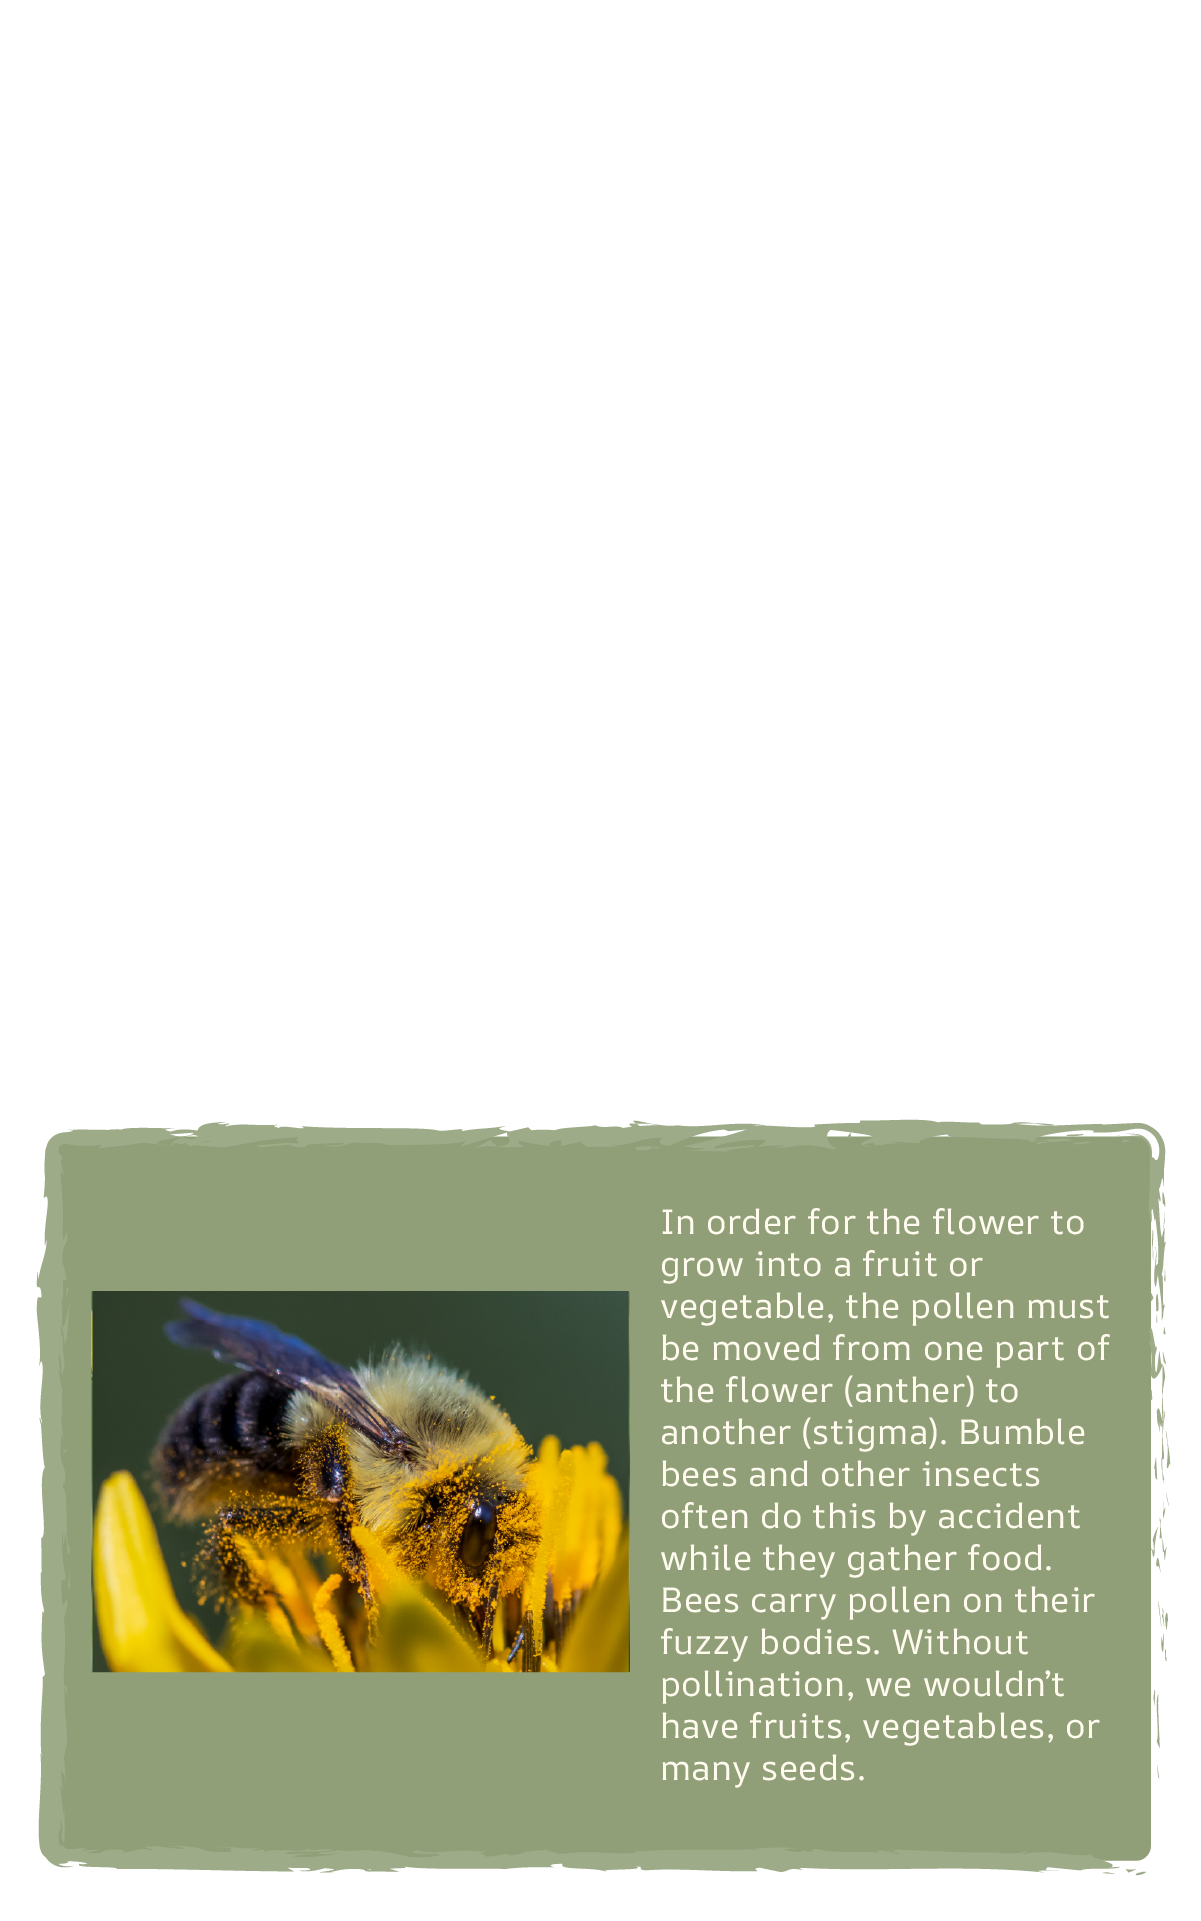 In order for the flower to
grow into a fruit or
vegetable, the pollen must
be moved from one part of
the flower (anther) to
another (stigma). Bumble
bees and other insects
often do this by accident
while they gather food.
Bees carry pollen on their
fuzzy bodies. Without
pollination, we wouldn’t
have fruits, vegetables, or
many seeds.